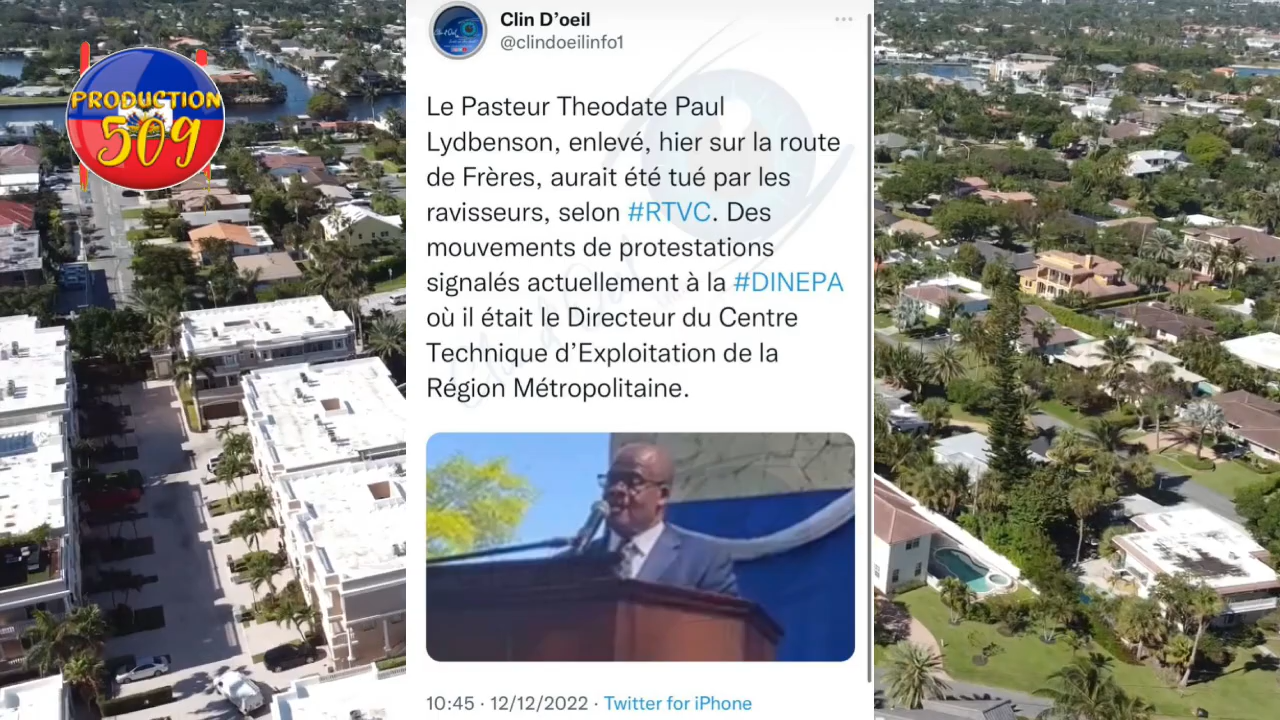 PRODUCTION
509
Clin D'oeil
@clindoeilinfo1
Le Pasteur Theodate Paul
Lydbenson, enlevé, hier sur la route
de Frères, aurait été tué par les
ravisseurs, selon #RTVC. Des
mouvements de protestations
signalés actuellement à la #DINEPA
où il était le Directeur du Centre
Technique d'Exploitation de la
Région Métropolitaine.
10:45 · 12/12/2022 · Twitter for iPhone